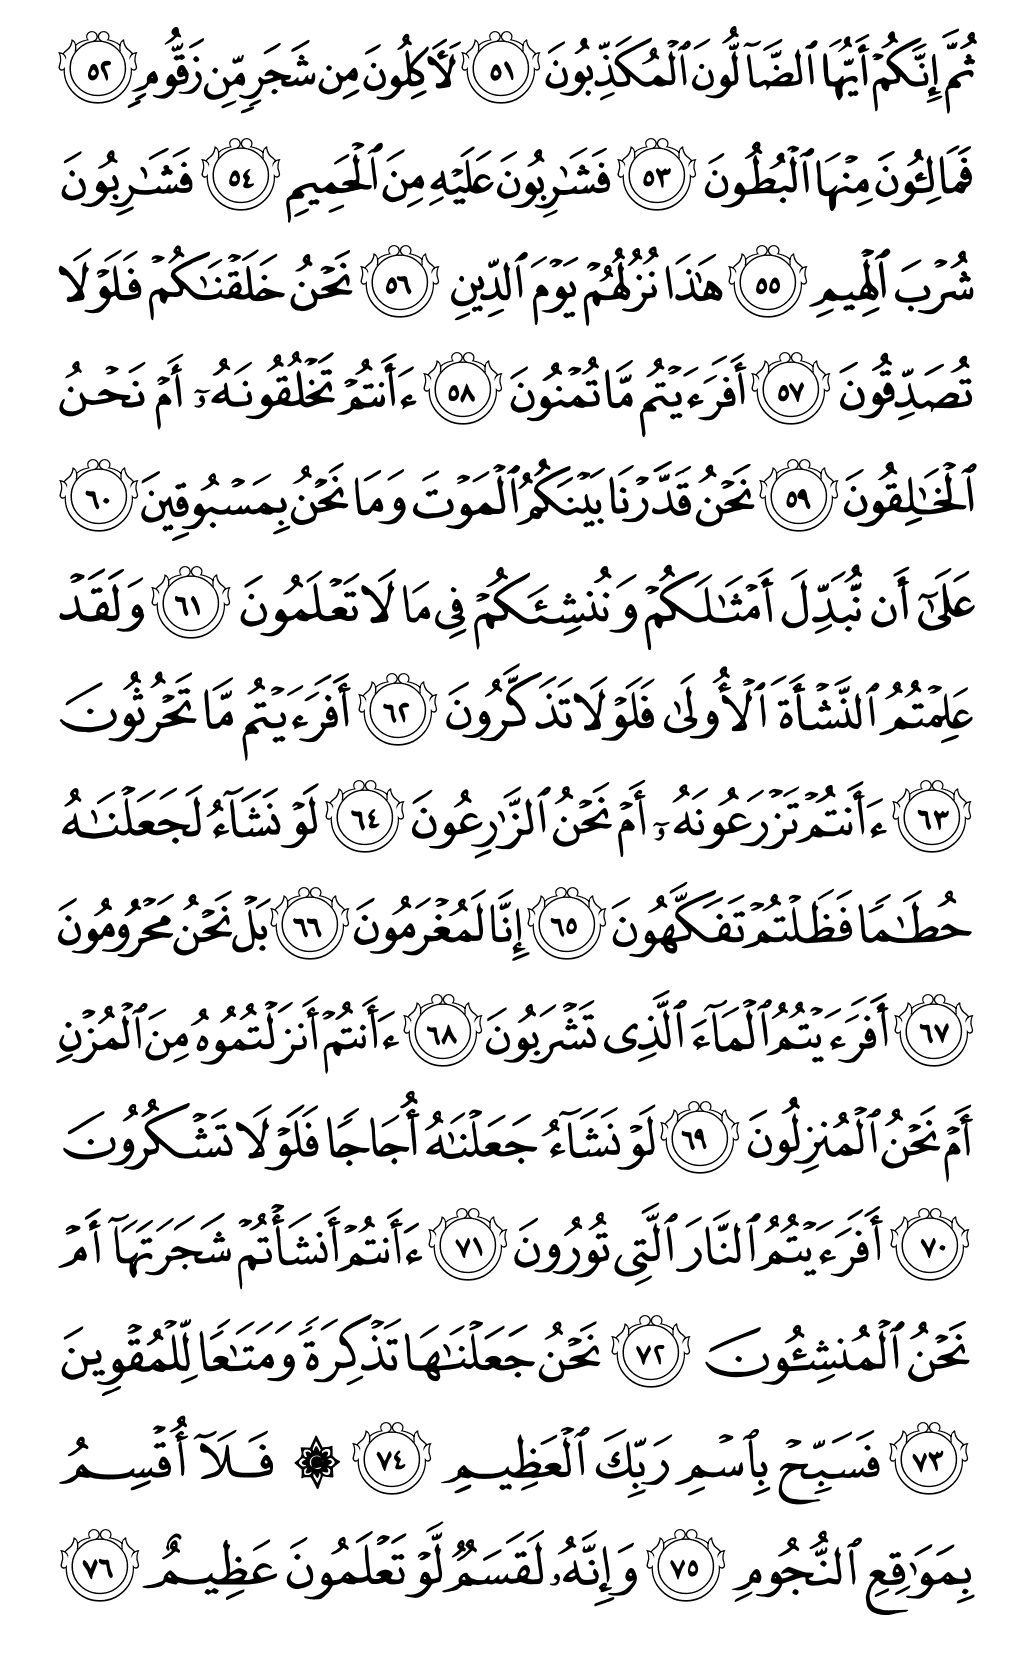 ثُمَّ إِنَّكُمْ أَيُّهَا ٱلضَّآلُّونَ ٱلْمُكَذِّبُونَ ٥١ لَـَٔاكِلُونَ مِن شَجَرٍ مِّن زَقُّومٍ ٥٢
فَمَالِـُٔونَ مِنْهَا ٱلْبُطُونَ ٥٣ فَشَٰرِبُونَ عَلَيْهِ مِنَ ٱلْحَمِيمِ ٥٤ فَشَٰرِبُونَ
شُرْبَ ٱلْهِيمِ ٥٥ هَٰذَا نُزُلُهُمْ يَوْمَ ٱلدِّينِ ٥٦ نَحْنُ خَلَقْنَٰكُمْ فَلَوْلَا
تُصَدِّقُونَ ٥٧ أَفَرَءَيْتُم مَّا تُمْنُونَ ٥٨ ءَأَنتُمْ تَخْلُقُونَهُۥٓ أَمْ نَحْنُ
ٱلْخَٰلِقُونَ ٥٩ نَحْنُ قَدَّرْنَا بَيْنَكُمُ ٱلْمَوْتَ وَمَا نَحْنُ بِمَسْبُوقِينَ ٦٠
عَلَىٰٓ أَن نُّبَدِّلَ أَمْثَٰلَكُمْ وَنُنشِئَكُمْ فِى مَا لَا تَعْلَمُونَ ٦١ وَلَقَدْ
عَلِمْتُمُ ٱلنَّشْأَةَ ٱلْأُولَىٰ فَلَوْلَا تَذَكَّرُونَ ٦٢ أَفَرَءَيْتُم مَّا تَحْرُثُونَ
٦٣ ءَأَنتُمْ تَزْرَعُونَهُۥٓ أَمْ نَحْنُ ٱلزَّٰرِعُونَ ٦٤ لَوْ نَشَآءُ لَجَعَلْنَٰهُ
حُطَٰمًا فَظَلْتُمْ تَفَكَّهُونَ ٦٥ إِنَّا لَمُغْرَمُونَ ٦٦ بَلْ نَحْنُ مَحْرُومُونَ
٦٧ أَفَرَءَيْتُمُ ٱلْمَآءَ ٱلَّذِى تَشْرَبُونَ ٦٨ ءَأَنتُمْ أَنزَلْتُمُوهُ مِنَ ٱلْمُزْنِ
أَمْ نَحْنُ ٱلْمُنزِلُونَ ٦٩ لَوْ نَشَآءُ جَعَلْنَٰهُ أُجَاجًا فَلَوْلَا تَشْكُرُونَ
٧٠ أَفَرَءَيْتُمُ ٱلنَّارَ ٱلَّتِى تُورُونَ ٧١ ءَأَنتُمْ أَنشَأْتُمْ شَجَرَتَهَآ أَمْ
نَحْنُ ٱلْمُنشِـُٔونَ ٧٢ نَحْنُ جَعَلْنَٰهَا تَذْكِرَةً وَمَتَٰعًا لِّلْمُقْوِينَ
٧٣ فَسَبِّحْ بِٱسْمِ رَبِّكَ ٱلْعَظِيمِ ٧٤ ۞ فَلَآ أُقْسِمُ
بِمَوَٰقِعِ ٱلنُّجُومِ ٧٥ وَإِنَّهُۥ لَقَسَمٌ لَّوْ تَعْلَمُونَ عَظِيمٌ ٧٦